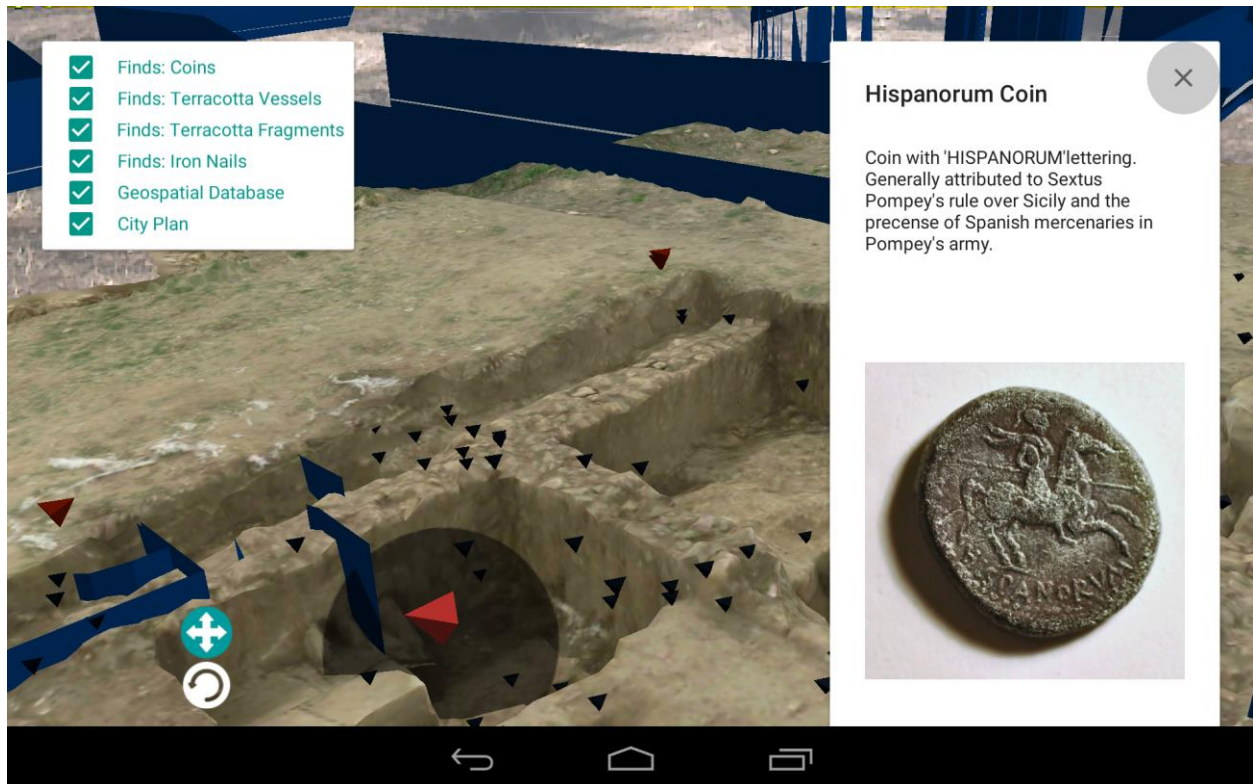 Finds: Coins
Finds: Terracotta Vessels
Finds: Terracotta Fragments
Finds: Iron Nails
Geospatial Database
City Plan
Hispanorum Coin
Coin with 'HISPANORUM'lettering.
Generally attributed to Sextus
Pompey's rule over Sicily and the
precense of Spanish mercenaries in
Pompey's army.